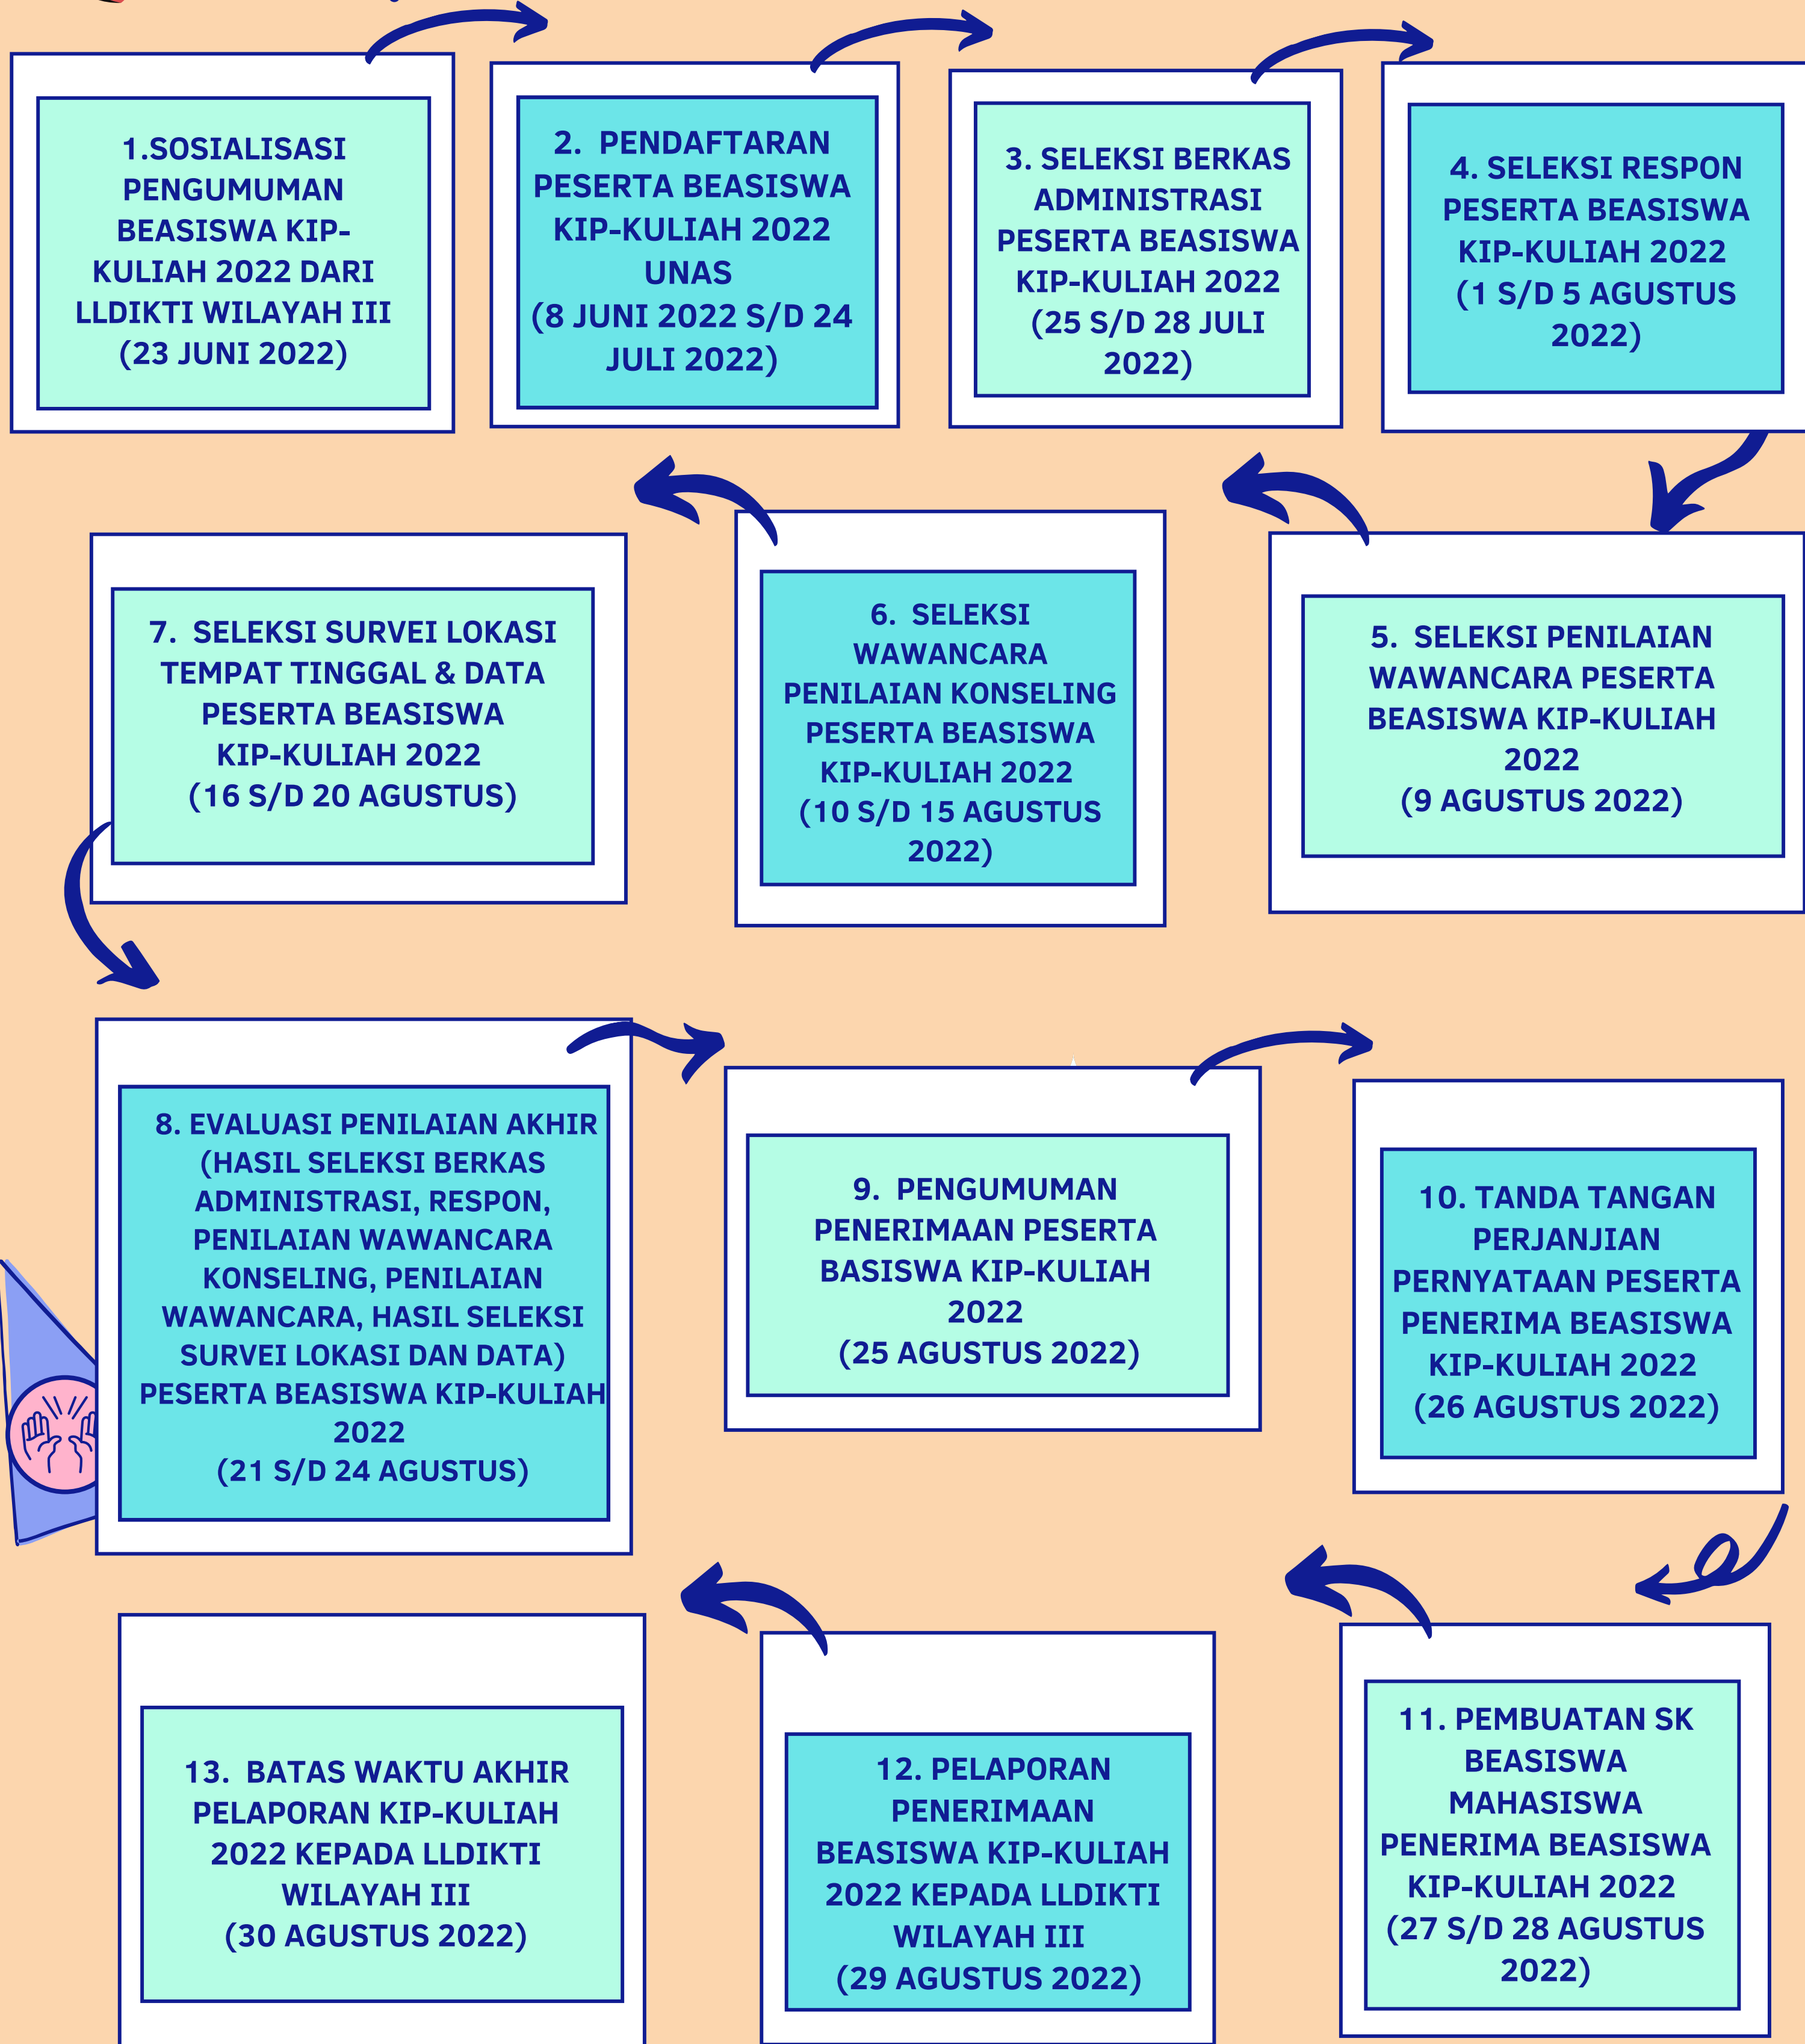 1.SOSIALISASI
PENGUMUMAN
BEASISWA KIP-
KULIAH 2022 DARI
LLDIKTI WILAYAH III
(23 JUNI 2022)
2. PENDAFTARAN
PESERTA BEASISWA
KIP-KULIAH 2022
UNAS
(8 JUNI 2022 S/D 24
JULI 2022)
3. SELEKSI BERKAS
ADMINISTRASI
PESERTA BEASISWA
KIP-KULIAH 2022
(25 S/D 28 JULI
2022)
4. SELEKSI RESPON
PESERTA BEASISWA
KIP-KULIAH 2022
(1 S/D 5 AGUSTUS
2022)
5. SELEKSI PENILAIAN
WAWANCARA PESERTA
BEASISWA KIP-KULIAH
2022
(9 AGUSTUS 2022)
6. SELEKSI
WAWANCARA
PENILAIAN KONSELING
PESERTA BEASISWA
KIP-KULIAH 2022
(10 S/D 15 AGUSTUS
2022)
7. SELEKSI SURVEI LOKASI
TEMPAT TINGGAL & DATA
PESERTA BEASISWA
KIP-KULIAH 2022
(16 S/D 20 AGUSTUS)
8. EVALUASI PENILAIAN AKHIR
(HASIL SELEKSI BERKAS
ADMINISTRASI, RESPON,
PENILAIAN WAWANCARA
KONSELING, PENILAIAN
WAWANCARA, HASIL SELEKSI
SURVEI LOKASI DAN DATA)
PESERTA BEASISWA KIP-KULIAH
2022
(21 S/D 24 AGUSTUS)
9. PENGUMUMAN
PENERIMAAN PESERTA
BASISWA KIP-KULIAH
2022
(25 AGUSTUS 2022)
10. TANDA TANGAN
PERJANJIAN
PERNYATAAN PESERTA
PENERIMA BEASISWA
KIP-KULIAH 2022
(26 AGUSTUS 2022)
11. PEMBUATAN SK
BEASISWA
MAHASISWA
PENERIMA BEASISWA
KIP-KULIAH 2022
(27 S/D 28 AGUSTUS
2022)
12. PELAPORAN
PENERIMAAN
BEASISWA KIP-KULIAH
2022 KEPADA LLDIKTI
WILAYAH III
(29 AGUSTUS 2022)
13. BATAS WAKTU AKHIR
PELAPORAN KIP-KULIAH
2022 KEPADA LLDIKTI
WILAYAH III
(30 AGUSTUS 2022)